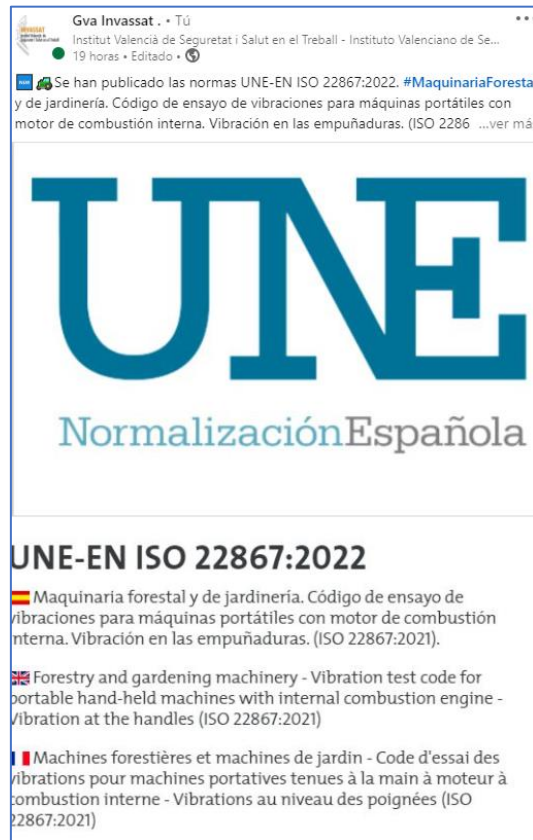 Gva Invassat . • Tú
Institut Valencià de Seguretat i Salut en el Treball - Instituto Valenciano de Se...
19 horas • Editado •
Se han publicado las normas UNE-EN ISO 22867:2022. #MaquinariaForesta
y de jardinería. Código de ensayo de vibraciones para máquinas portátiles con
motor de combustión interna. Vibración en las empuñaduras. (ISO 2286 ...ver má
UNE
NormalizaciónEspañola
UNE-EN ISO 22867:2022
Maquinaria forestal y de jardinería. Código de ensayo de
vibraciones para máquinas portátiles con motor de combustión
interna. Vibración en las empuñaduras. (ISO 22867:2021).
Forestry and gardening machinery - Vibration test code for
portable hand-held machines with internal combustion engine -
Vibration at the handles (ISO 22867:2021)
Machines forestières et machines de jardin - Code d'essai des
vibrations pour machines portatives tenues à la main à moteur à
combustion interne - Vibrations au niveau des poignées (ISO
22867:2021)